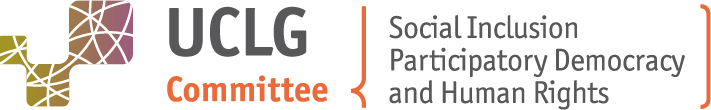 UCLG
Committee
Social Inclusion
Participatory Democracy
and Human Rights